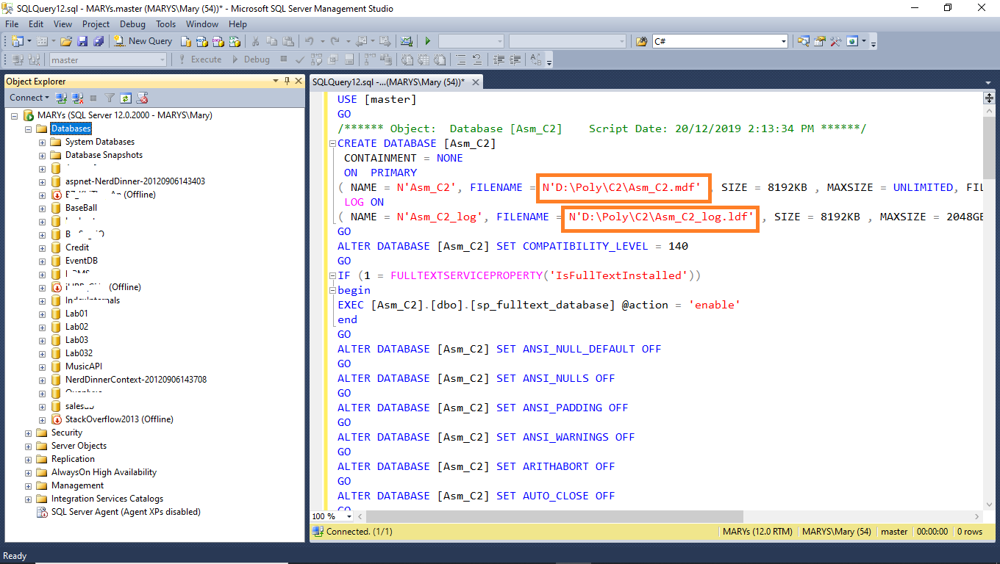 SQLQuery12.sql - MARYs.master (MARYS\Mary (54))* - Microsoft SQL Server Management Studio
File Edit View Project Debug Tools Window Help
New Query C#
master Execute Debug
Object Explorer
Connect
MARYs (SQL Server 12.0.2000 - MARYS\Mary)
Databases
System Databases
Database Snapshots
aspnet-NerdDinner-20120906143403
(Offline)
BaseBall
Credit
EventDB
(Offline)
Lab01
Lab02
Lab03
Lab032
MusicAPI
NerdDinnerContext-20120906143708
StackOverflow2013 (Offline)
Security
Server Objects
Replication
AlwaysOn High Availability
Management
Integration Services Catalogs
SQL Server Agent (Agent XPs disabled)
SQLQuery12.sql -...(MARYS\Mary (54))*
USE [master]
GO
/****** Object:  Database [Asm_C2]    Script Date: 20/12/2019 2:13:34 PM ******/
CREATE DATABASE [Asm_C2]
CONTAINMENT = NONE
ON  PRIMARY
( NAME = N'Asm_C2', FILENAME = N'D:\Poly\C2\Asm_C2.mdf' , SIZE = 8192KB , MAXSIZE = UNLIMITED, FIL
LOG ON
( NAME = N'Asm_C2_log', FILENAME = N'D:\Poly\C2\Asm_C2_log.ldf' , SIZE = 8192KB , MAXSIZE = 2048GB
GO
ALTER DATABASE [Asm_C2] SET COMPATIBILITY_LEVEL = 140
GO
IF (1 = FULLTEXTSERVICEPROPERTY('IsFullTextInstalled'))
begin
EXEC [Asm_C2].[dbo].[sp_fulltext_database] @action = 'enable'
end
GO
ALTER DATABASE [Asm_C2] SET ANSI_NULL_DEFAULT OFF
GO
ALTER DATABASE [Asm_C2] SET ANSI_NULLS OFF
GO
ALTER DATABASE [Asm_C2] SET ANSI_PADDING OFF
GO
ALTER DATABASE [Asm_C2] SET ANSI_WARNINGS OFF
GO
ALTER DATABASE [Asm_C2] SET ARITHABORT OFF
GO
ALTER DATABASE [Asm_C2] SET AUTO_CLOSE OFF
GO
100 %
Connected. (1/1) MARYs (12.0 RTM) MARYS\Mary (54) master 00:00:00 0 rows
Ready